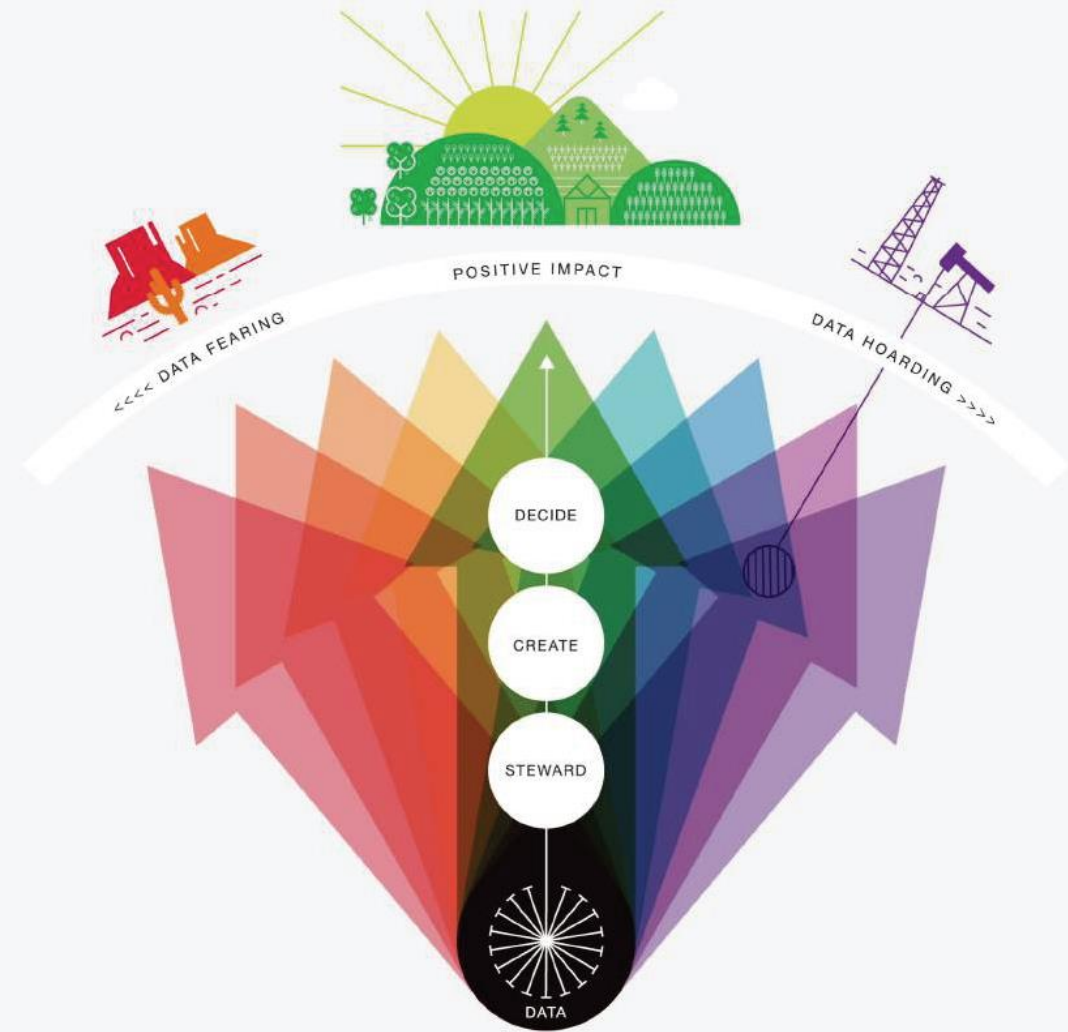 POSITIVE IMPACT
<<<< DATA FEARING
DATA HOARDING >>>>
DECIDE
CREATE
STEWARD
DATA